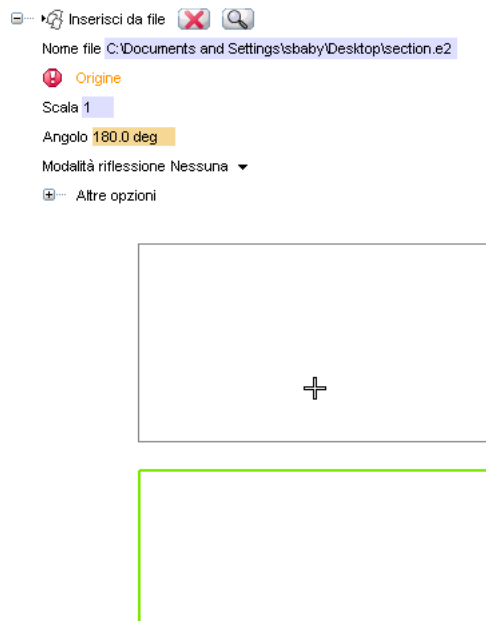 Inserisci da file
Nome file C:\Documents and Settings\sbaby\Desktop\section.e2
Origine
Scala 1
Angolo 180.0 deg
Modalità riflessione Nessuna
Altre opzioni